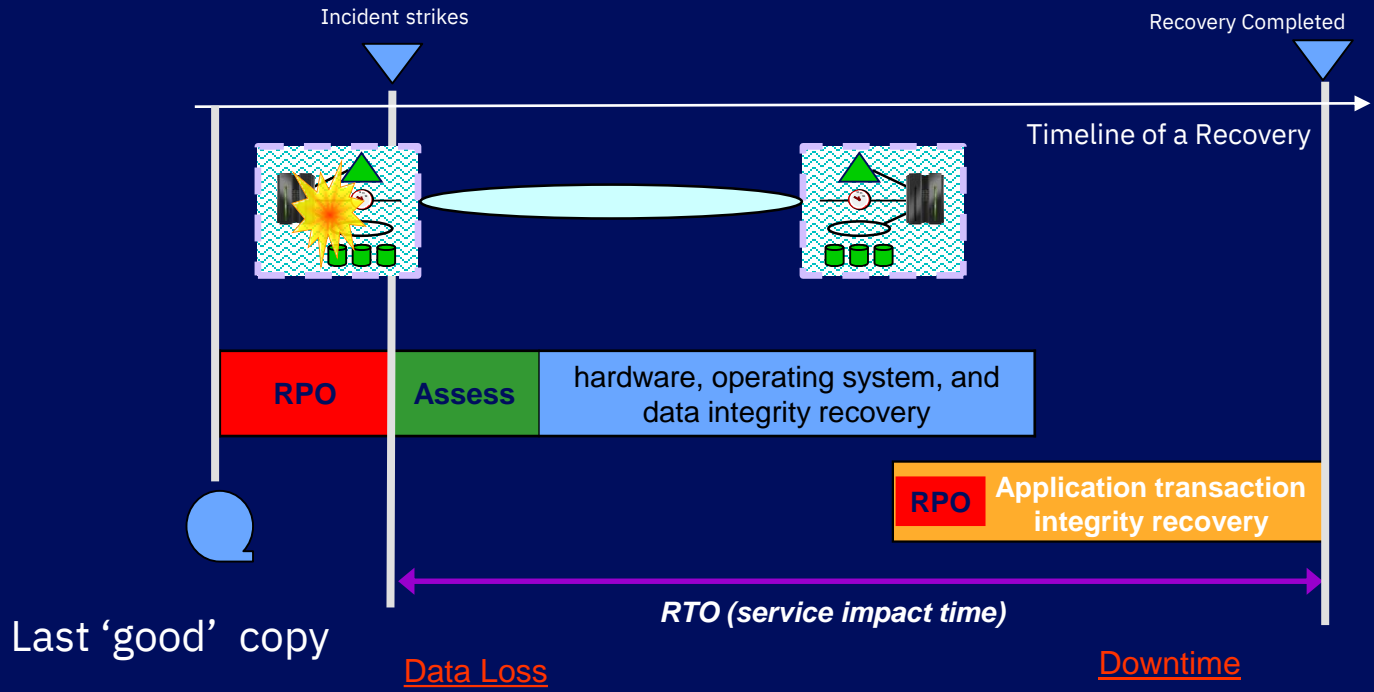 Incident strikes
Recovery Completed
Timeline of a Recovery
RPO
Assess
hardware, operating system, and
data integrity recovery
RPO
Application transaction
integrity recovery
RTO (service impact time)
Last ‘good’ copy
Data Loss
Downtime